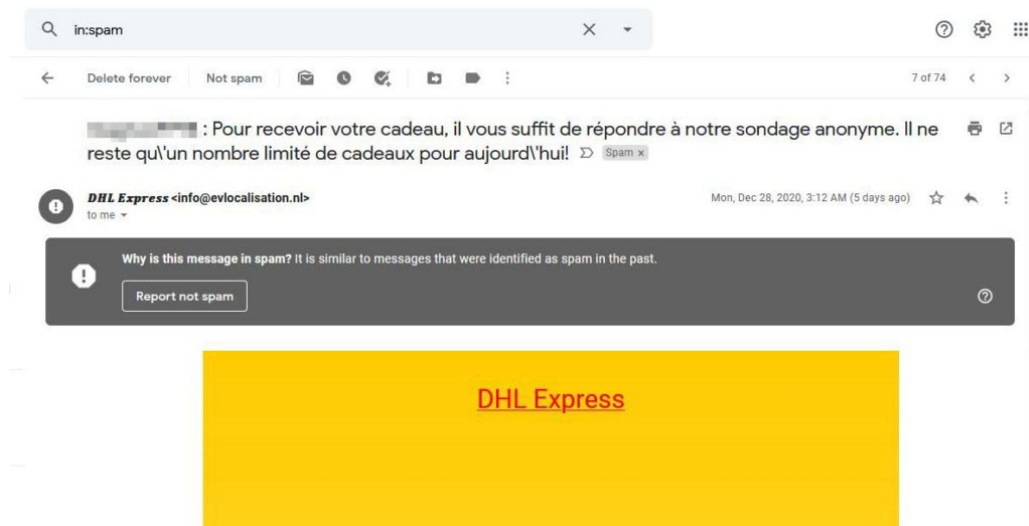 in:spam
Delete forever Not spam 7 of 74
: Pour recevoir votre cadeau, il vous suffit de répondre à notre sondage anonyme. Il ne
reste qu\'un nombre limité de cadeaux pour aujourd\'hui! Spam x
DHL Express <info@evlocalisation.nl> Mon, Dec 28, 2020, 3:12 AM (5 days ago)
to me
Why is this message in spam? It is similar to messages that were identified as spam in the past.
Report not spam
DHL Express